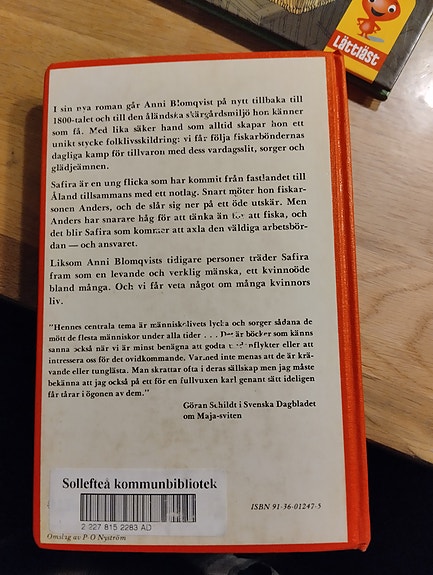 Lättläst
I sin nya roman går Anni Blomqvist på nytt tillbaka till
1800-talet och till den åländska skärgårdsmiljö hon känner
som få. Med lika säker hand som alltid skapar hon ett
unikt stycke folklivsskildring: vi får följa fiskarböndernas
dagliga kamp för tillvaron med dess vardagsslit, sorger och
glädjeämnen.
Safira är en ung flicka som har kommit från fastlandet till
Åland tillsammans med ett notlag. Snart möter hon fiskar-
sonen Anders, och de slår sig ner på ett öde utskär. Men
Anders har snarare håg för att tänka än för att fiska, och
det blir Safira som kommer att axla den väldiga arbetsbör-
dan — och ansvaret.
Liksom Anni Blomqvists tidigare personer träder Safira
fram som en levande och verklig mänska, ett kvinnoöde
bland många. Och vi får veta något om många kvinnors
liv.
"Hennes centrala tema är människolivets lycka och sorger sådana de
mött de flesta människor under alla tider . . . Det är böcker som känns
sanna också när vi är minst benägna att godta undanflykter eller att
intressera oss för det ovidkommande. Varmed inte menas att de är krä-
vande eller tunglästa. Man skrattar ofta i deras sällskap men jag måste
bekänna att jag också på ett för en fullvuxen karl genant sätt ideligen
får tårar i ögonen av dem."
Göran Schildt i Svenska Dagbladet
om Maja-sviten
Sollefteå kommunbibliotek
2 227 815 2283 AD
ISBN 91-36-01247-5
Omslag av P-O Nyström